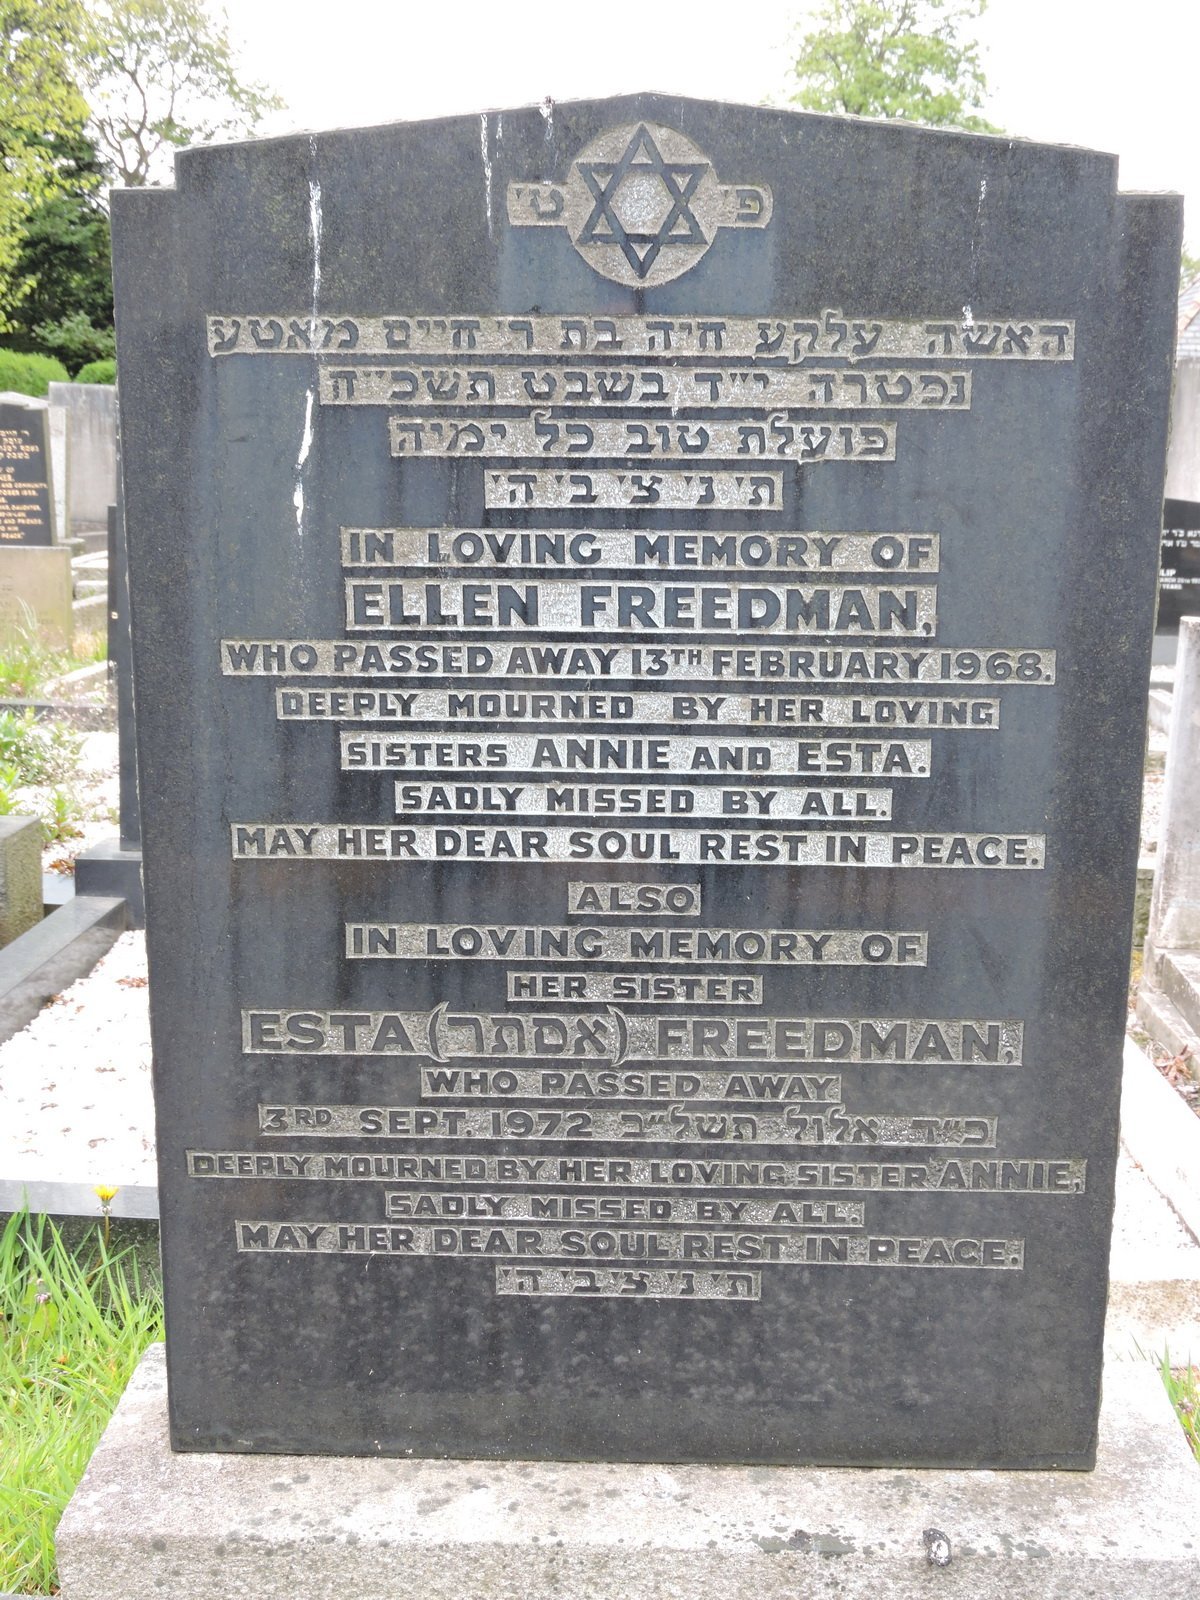 פ' ט'
האשה עלקע חיה בת ר' חיים מאטע
נפטרה י"ד בשבט תשכ"ח
פועלת טוב כל ימיה
ת' נ' צ' ב' ה'
IN LOVING MEMORY OF
ELLEN FREEDMAN,
WHO PASSED AWAY 13TH FEBRUARY 1968.
DEEPLY MOURNED BY HER LOVING
SISTERS ANNIE AND ESTA.
SADLY MISSED BY ALL.
MAY HER DEAR SOUL REST IN PEACE.
ALSO
IN LOVING MEMORY OF
HER SISTER
ESTA (אסתר) FREEDMAN,
WHO PASSED AWAY
3RD SEPT. 1972 כ"ד אלול תשל"ב
DEEPLY MOURNED BY HER LOVING SISTER ANNIE,
SADLY MISSED BY ALL.
MAY HER DEAR SOUL REST IN PEACE.
ת' נ' צ' ב' ה'